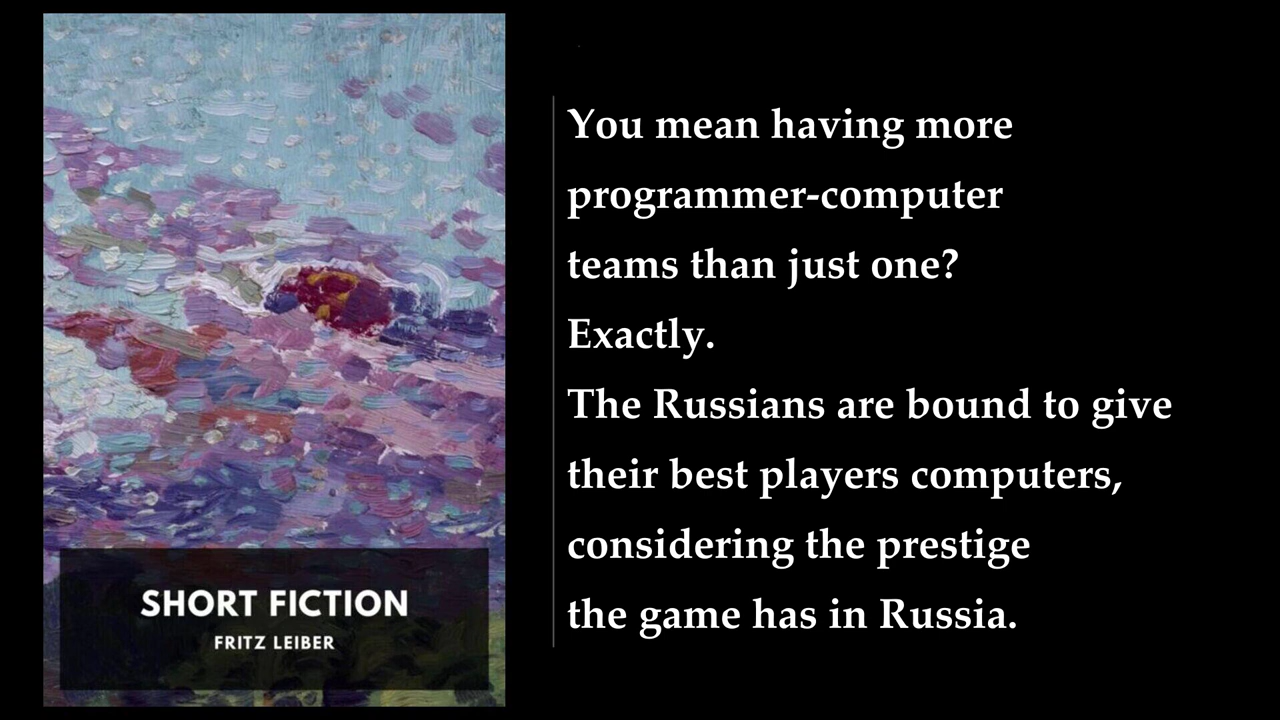 SHORT FICTION
FRITZ LEIBER
You mean having more
programmer-computer
teams than just one?
Exactly.
The Russians are bound to give
their best players computers,
considering the prestige
the game has in Russia.